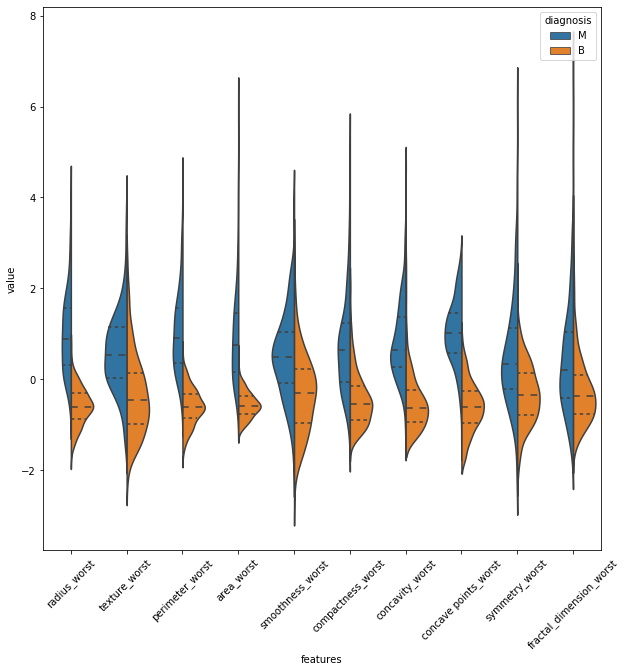 diagnosis
M
B
8
6
4
2
0
−2
value
radius_worst
texture_worst
perimeter_worst
area_worst
smoothness_worst
compactness_worst
concavity_worst
concave points_worst
symmetry_worst
fractal_dimension_worst
features